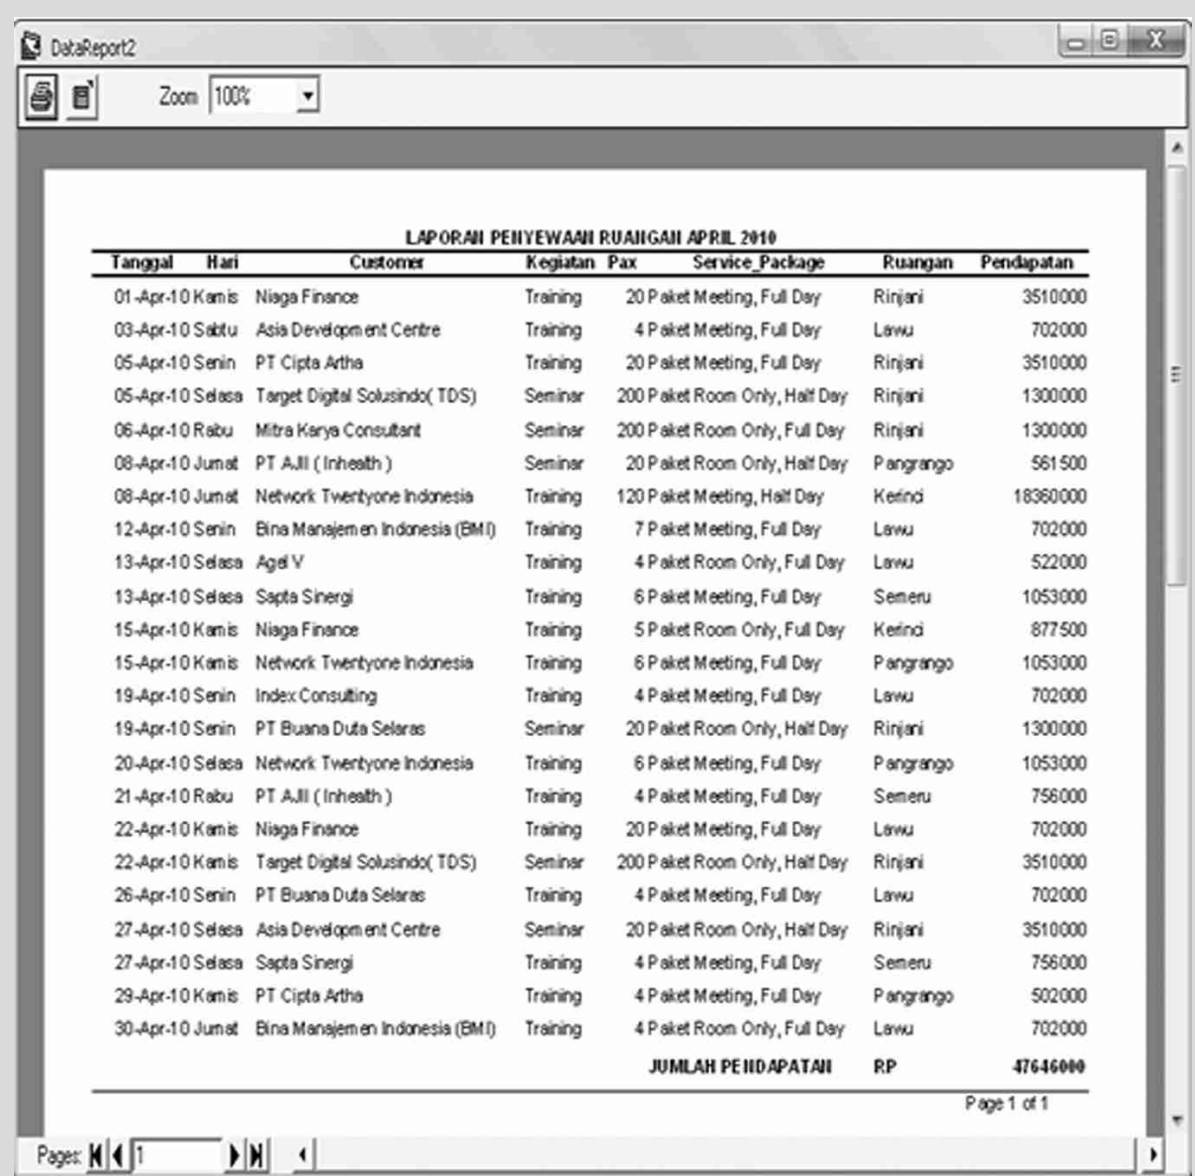 DataReport2
Zoom 100%
LAPORAN PENYEWAAN RUANGAN APRIL 2010
Tanggal Hari Customer Kegiatan Pax Service_Package Ruangan Pendapatan
01-Apr-10 Kamis Niaga Finance Training 20 Paket Meeting, Full Day Rinjani 3510000
03-Apr-10 Sabtu Asia Development Centre Training 4 Paket Meeting, Full Day Lawu 702000
05-Apr-10 Senin PT Cipta Artha Training 20 Paket Meeting, Full Day Rinjani 3510000
05-Apr-10 Selasa Target Digital Solusindo( TDS) Seminar 200 Paket Room Only, Half Day Rinjani 1300000
06-Apr-10 Rabu Mitra Karya Consultant Seminar 200 Paket Room Only, Full Day Rinjani 1300000
08-Apr-10 Jumat PT AJII ( Inhealth ) Seminar 20 Paket Room Only, Half Day Pangrango 561500
08-Apr-10 Jumat Network Twentyone Indonesia Training 120 Paket Meeting, Half Day Kerinci 18360000
12-Apr-10 Senin Bina Manajemen Indonesia (BMI) Training 7 Paket Meeting, Full Day Lawu 702000
13-Apr-10 Selasa Agel V Training 4 Paket Room Only, Full Day Lawu 522000
13-Apr-10 Selasa Sapta Sinergi Training 6 Paket Meeting, Full Day Semeru 1053000
15-Apr-10 Kamis Niaga Finance Training 5 Paket Room Only, Full Day Kerinci 877500
15-Apr-10 Kamis Network Twentyone Indonesia Training 6 Paket Meeting, Full Day Pangrango 1053000
19-Apr-10 Senin Index Consulting Training 4 Paket Meeting, Full Day Lawu 702000
19-Apr-10 Senin PT Buana Duta Selaras Seminar 20 Paket Room Only, Half Day Rinjani 1300000
20-Apr-10 Selasa Network Twentyone Indonesia Training 6 Paket Meeting, Full Day Pangrango 1053000
21-Apr-10 Rabu PT AJII ( Inhealth ) Training 4 Paket Meeting, Full Day Semeru 756000
22-Apr-10 Kamis Niaga Finance Training 20 Paket Meeting, Full Day Lawu 702000
22-Apr-10 Kamis Target Digital Solusindo( TDS) Seminar 200 Paket Room Only, Half Day Rinjani 3510000
26-Apr-10 Senin PT Buana Duta Selaras Training 4 Paket Meeting, Full Day Lawu 702000
27-Apr-10 Selasa Asia Development Centre Seminar 20 Paket Room Only, Half Day Rinjani 3510000
27-Apr-10 Selasa Sapta Sinergi Training 4 Paket Meeting, Full Day Semeru 756000
29-Apr-10 Kamis PT Cipta Artha Training 4 Paket Meeting, Full Day Pangrango 502000
30-Apr-10 Jumat Bina Manajemen Indonesia (BMI) Training 4 Paket Room Only, Full Day Lawu 702000
JUMLAH PENDAPATAN RP 47646000
Page 1 of 1
Pages: 1